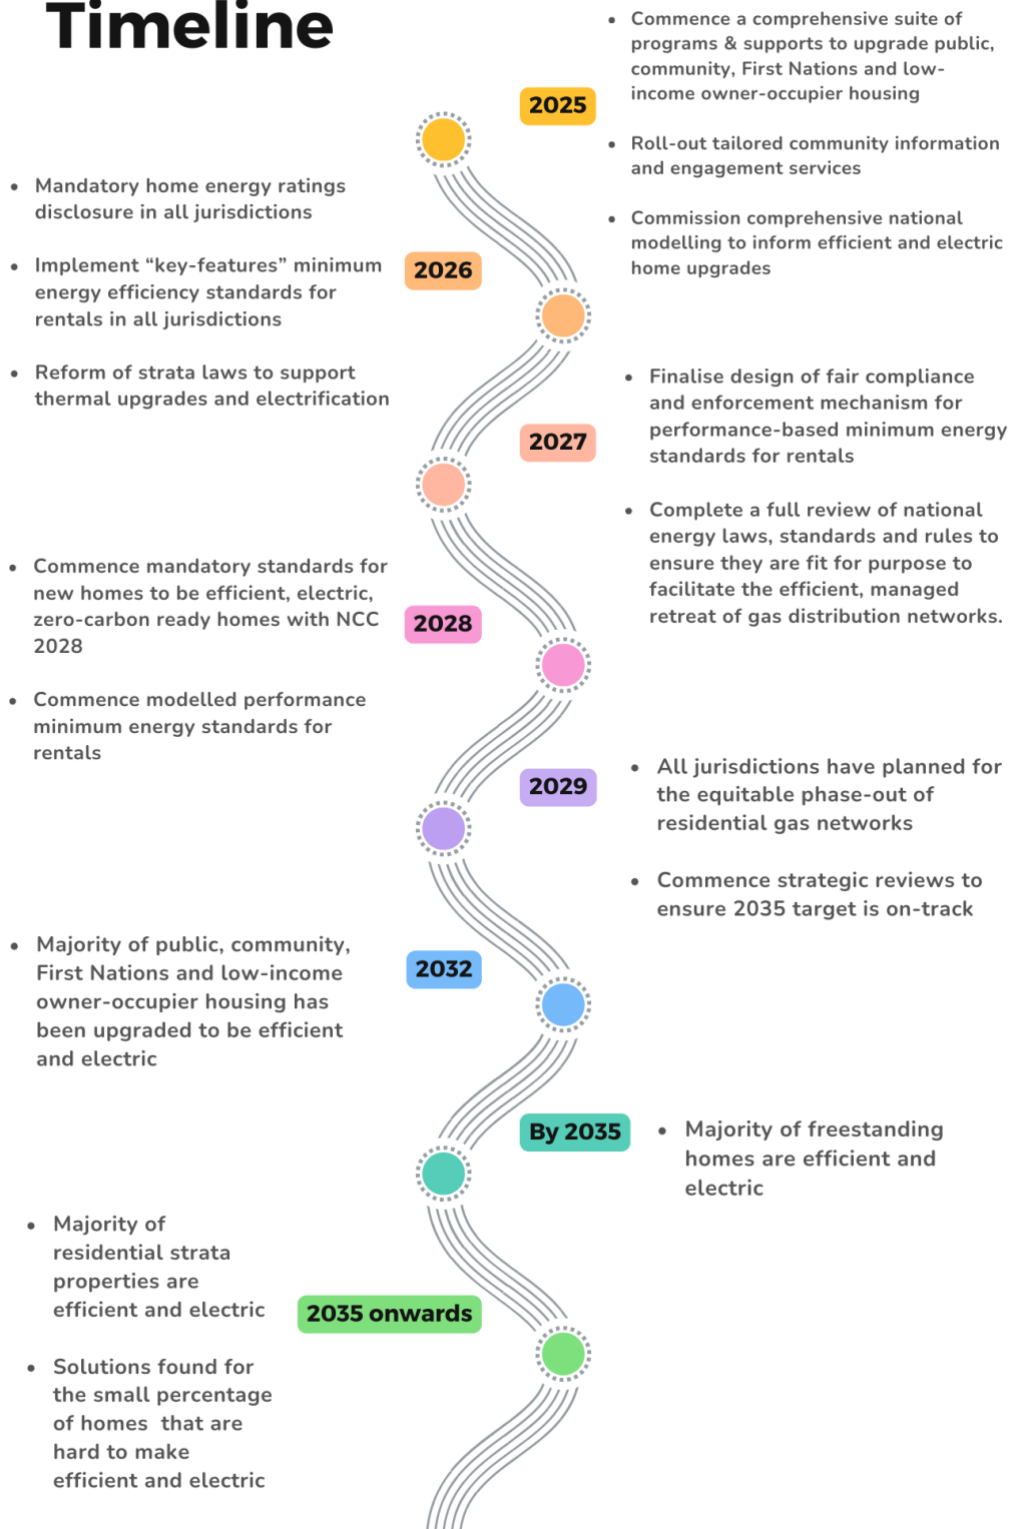 Timeline
2025
• Commence a comprehensive suite of
programs & supports to upgrade public,
community, First Nations and low-
income owner-occupier housing
• Roll-out tailored community information
and engagement services
• Commission comprehensive national
modelling to inform efficient and electric
home upgrades
2026
• Mandatory home energy ratings
disclosure in all jurisdictions
• Implement “key-features” minimum
energy efficiency standards for
rentals in all jurisdictions
• Reform of strata laws to support
thermal upgrades and electrification
2027
• Finalise design of fair compliance
and enforcement mechanism for
performance-based minimum energy
standards for rentals
• Complete a full review of national
energy laws, standards and rules to
ensure they are fit for purpose to
facilitate the efficient, managed
retreat of gas distribution networks.
2028
• Commence mandatory standards for
new homes to be efficient, electric,
zero-carbon ready homes with NCC
2028
• Commence modelled performance
minimum energy standards for
rentals
2029
• All jurisdictions have planned for
the equitable phase-out of
residential gas networks
• Commence strategic reviews to
ensure 2035 target is on-track
2032
• Majority of public, community,
First Nations and low-income
owner-occupier housing has
been upgraded to be efficient
and electric
By 2035
• Majority of freestanding
homes are efficient and
electric
2035 onwards
• Majority of
residential strata
properties are
efficient and electric
• Solutions found for
the small percentage
of homes that are
hard to make
efficient and electric